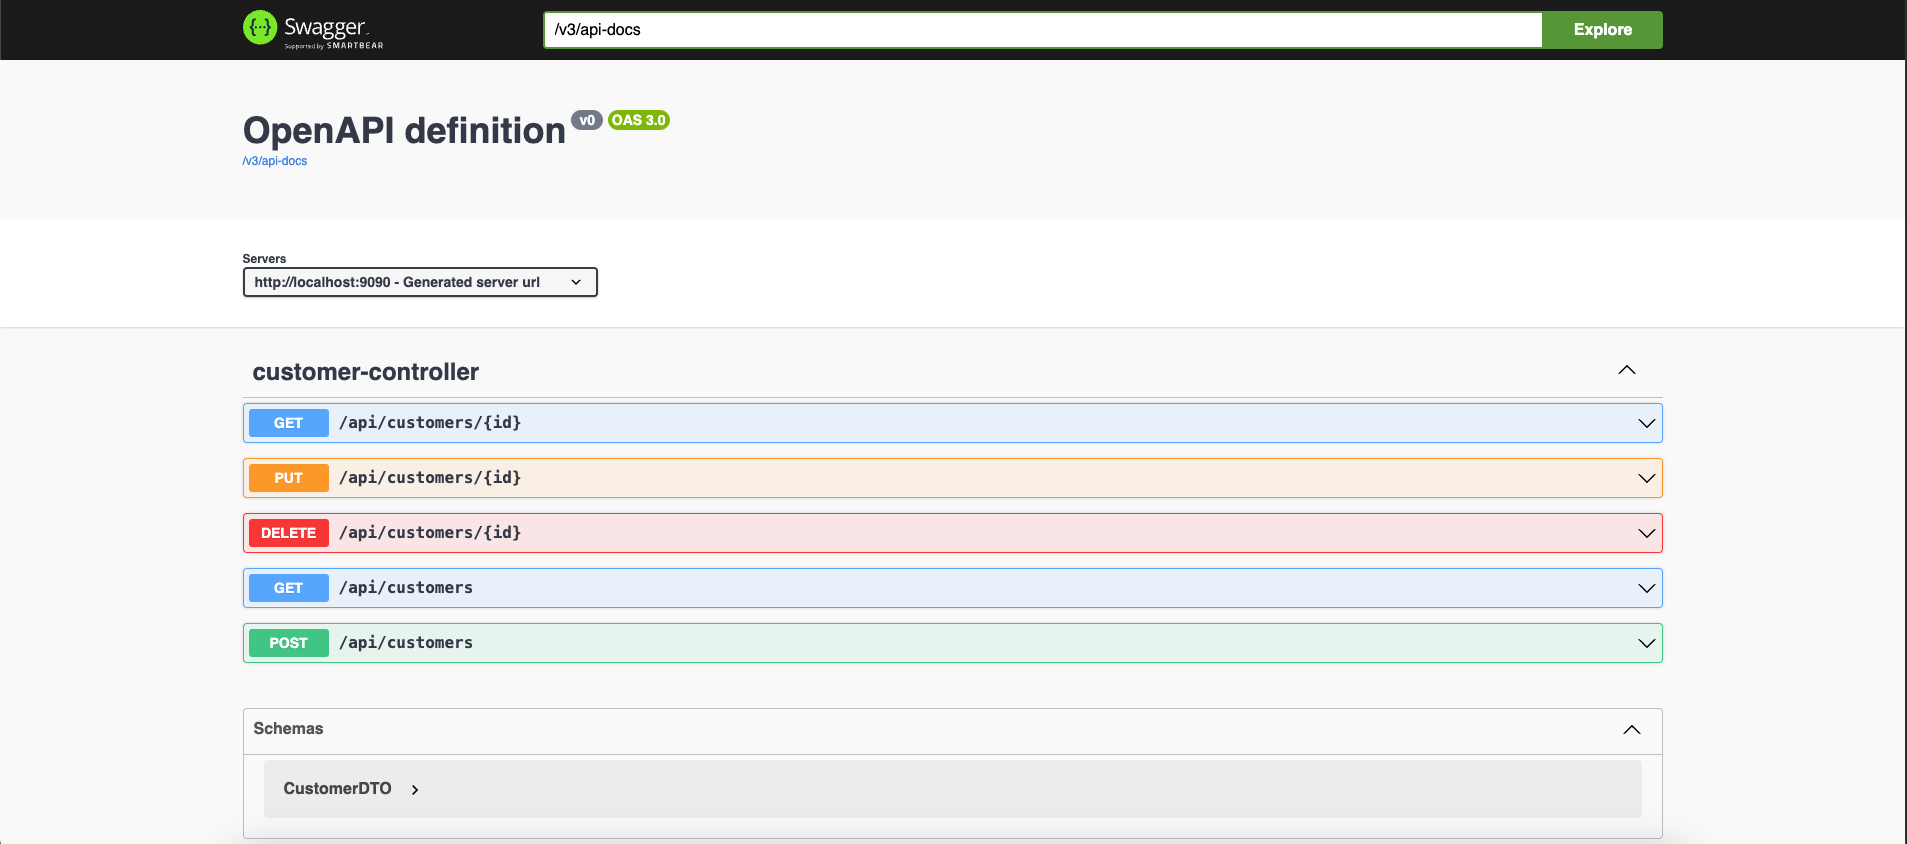 Swagger
Supported by SMARTBEAR
/v3/api-docs
Explore
OpenAPI definition v0 OAS 3.0
/v3/api-docs
Servers
http://localhost:9090 - Generated server url
customer-controller
GET /api/customers/{id}
PUT /api/customers/{id}
DELETE /api/customers/{id}
GET /api/customers
POST /api/customers
Schemas
CustomerDTO